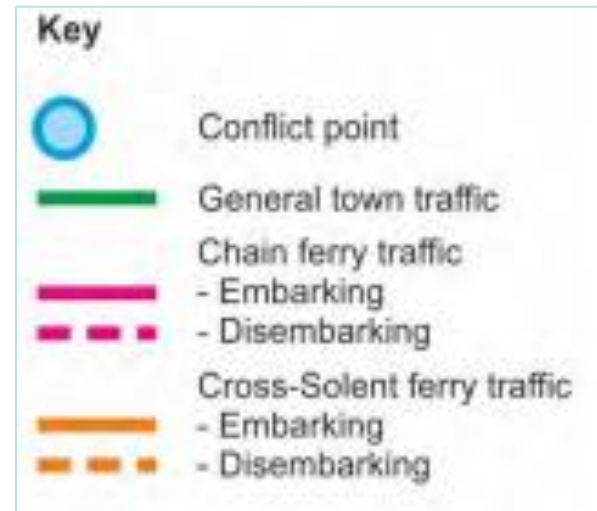 Key
Conflict point
General town traffic
Chain ferry traffic
- Embarking
- Disembarking
Cross-Solent ferry traffic
- Embarking
- Disembarking